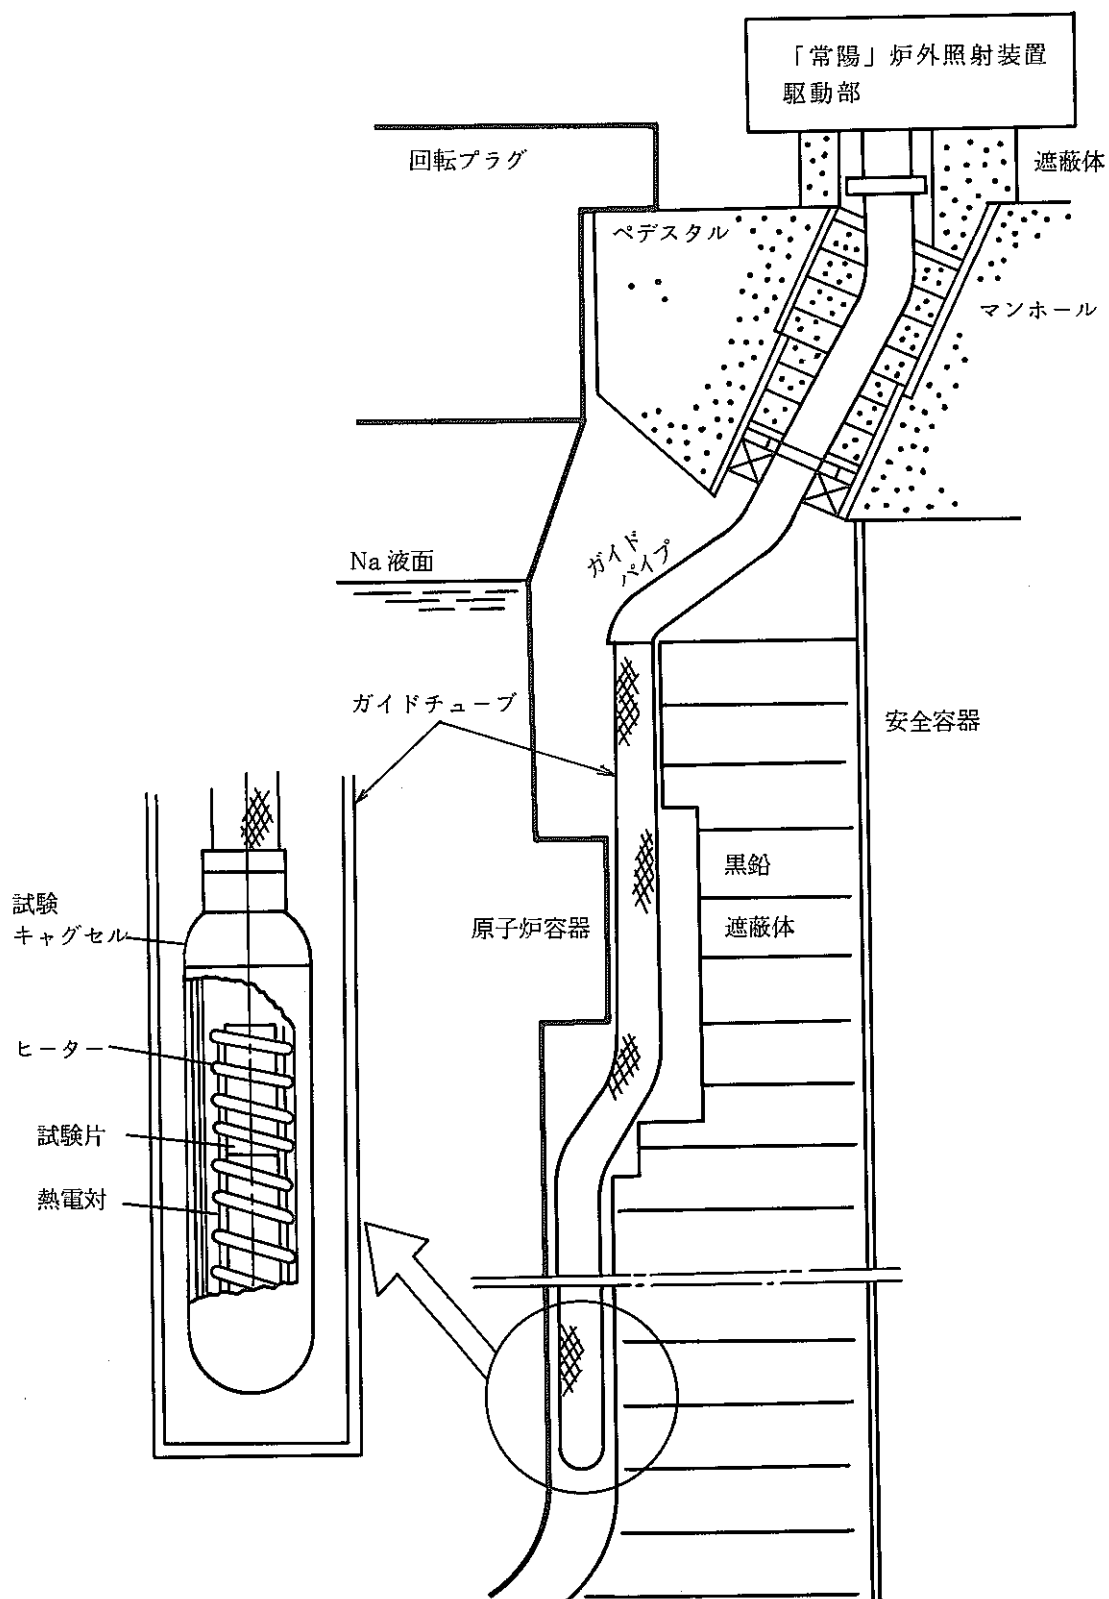 「常陽」炉外照射装置
駆動部
回転プラグ
遮蔽体
ペデスタル
マンホール
Na液面
ガイド
パイプ
ガイドチューブ
安全容器
黒鉛
遮蔽体
原子炉容器
試験
キャグセル
ヒーター
試験片
熱電対